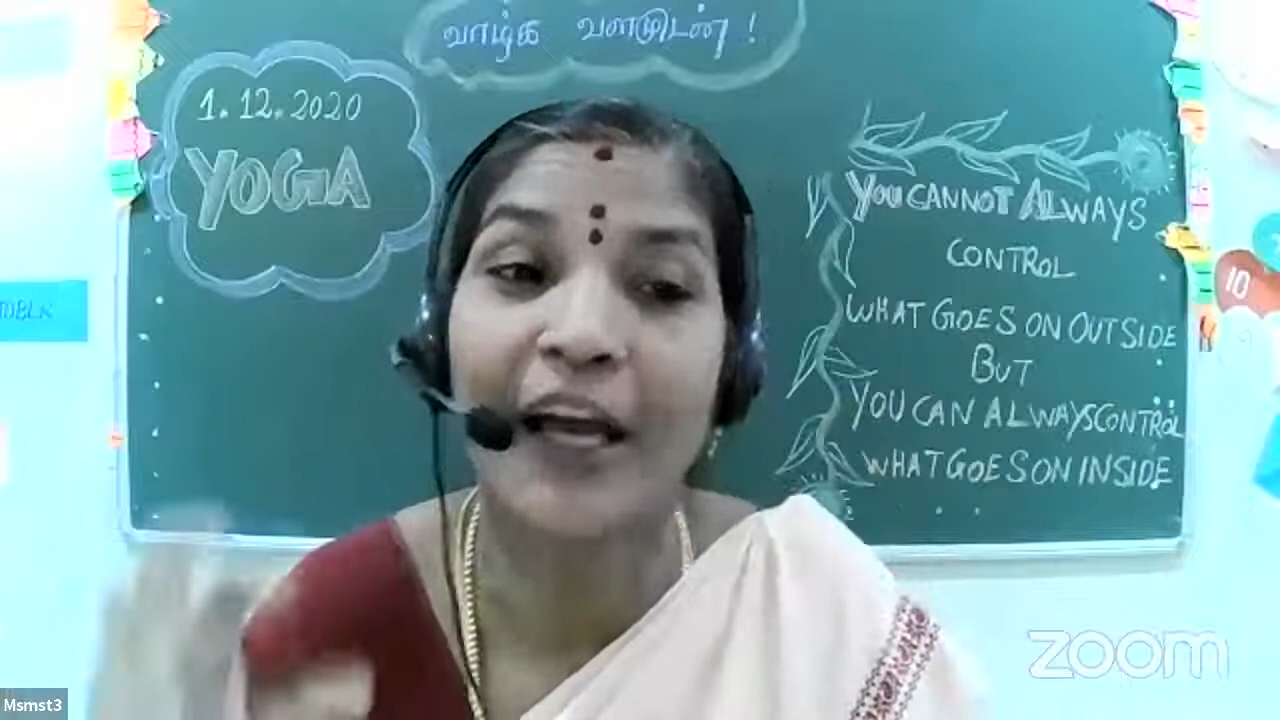 வாழ்க வளமுடன் !
1.12.2020
YOGA
YOU CANNOT ALWAYS
CONTROL
WHAT GOES ON OUTSIDE
BUT
YOU CAN ALWAYS CONTROL
WHAT GOES ON INSIDE
10
zoom
Msmst3